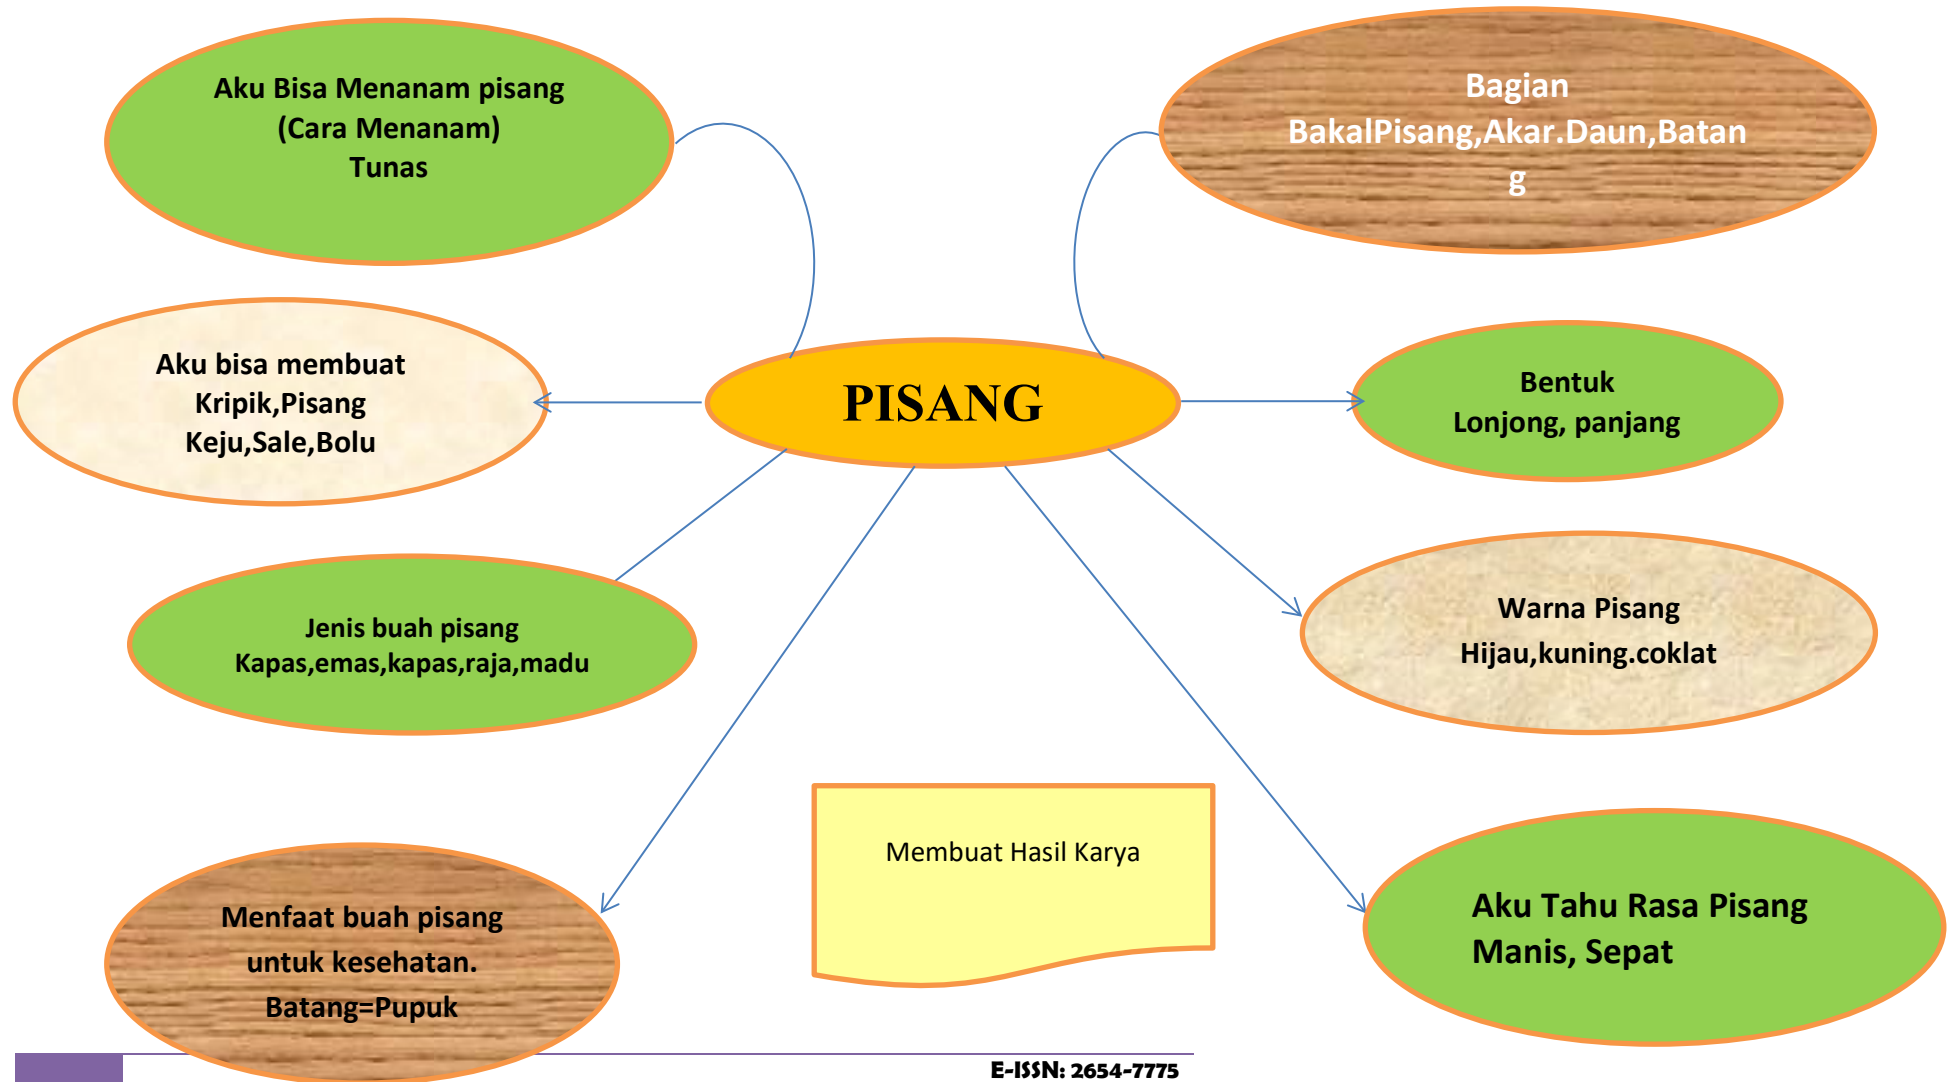 Aku Bisa Menanam pisang
(Cara Menanam)
Tunas
Bagian
BakalPisang,Akar.Daun,Batan
g
Aku bisa membuat
Kripik,Pisang
Keju,Sale,Bolu
PISANG
Bentuk
Lonjong, panjang
Jenis buah pisang
Kapas,emas,kapas,raja,madu
Warna Pisang
Hijau,kuning.coklat
Menfaat buah pisang
untuk kesehatan.
Batang=Pupuk
Membuat Hasil Karya
Aku Tahu Rasa Pisang
Manis, Sepat
E-ISSN: 2654-7775